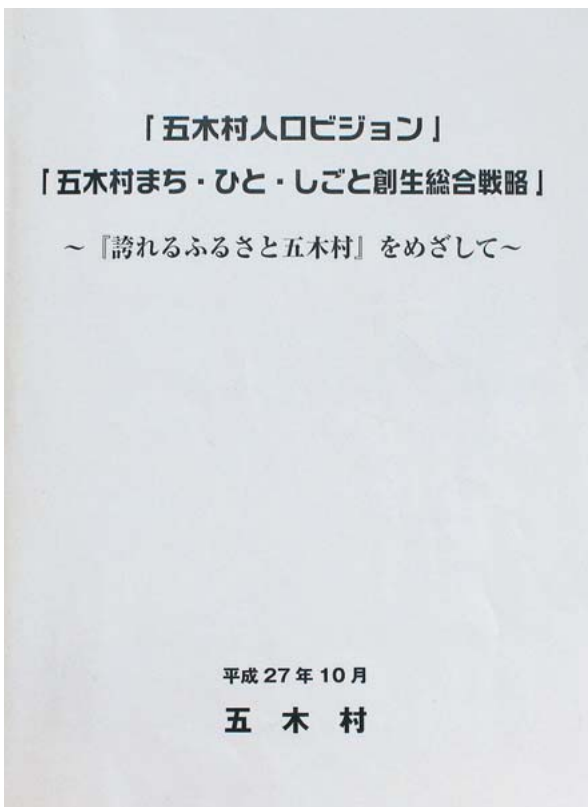 「五木村人口ビジョン」
「五木村まち・ひと・しごと創生総合戦略」
～『誇れるふるさと五木村』をめざして～
平成27年10月
五木村